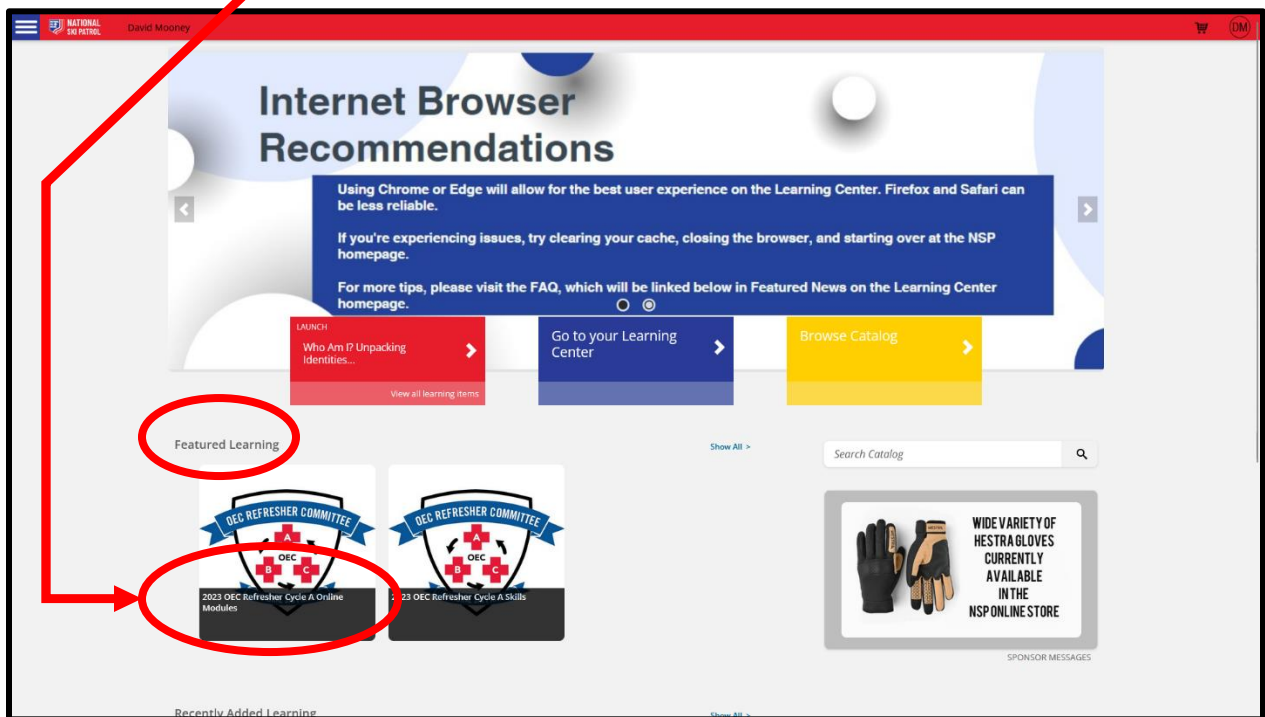 NATIONAL
SKI PATROL
David Mooney
DM
Internet Browser
Recommendations
Using Chrome or Edge will allow for the best user experience on the Learning Center. Firefox and Safari can
be less reliable.
If you're experiencing issues, try clearing your cache, closing the browser, and starting over at the NSP
homepage.
For more tips, please visit the FAQ, which will be linked below in Featured News on the Learning Center
homepage.
LAUNCH
Who Am I? Unpacking
Identities...
View all learning items
Go to your Learning
Center
Browse Catalog
Featured Learning
Show All >
Search Catalog
OEC REFRESHER COMMITTEE
A
OEC
B C
2023 OEC Refresher Cycle A Online
Modules
OEC REFRESHER COMMITTEE
A
OEC
B C
2023 OEC Refresher Cycle A Skills
WIDE VARIETY OF
HESTRA GLOVES
CURRENTLY
AVAILABLE
IN THE
NSP ONLINE STORE
SPONSOR MESSAGES
Recently Added Learning
Show All >